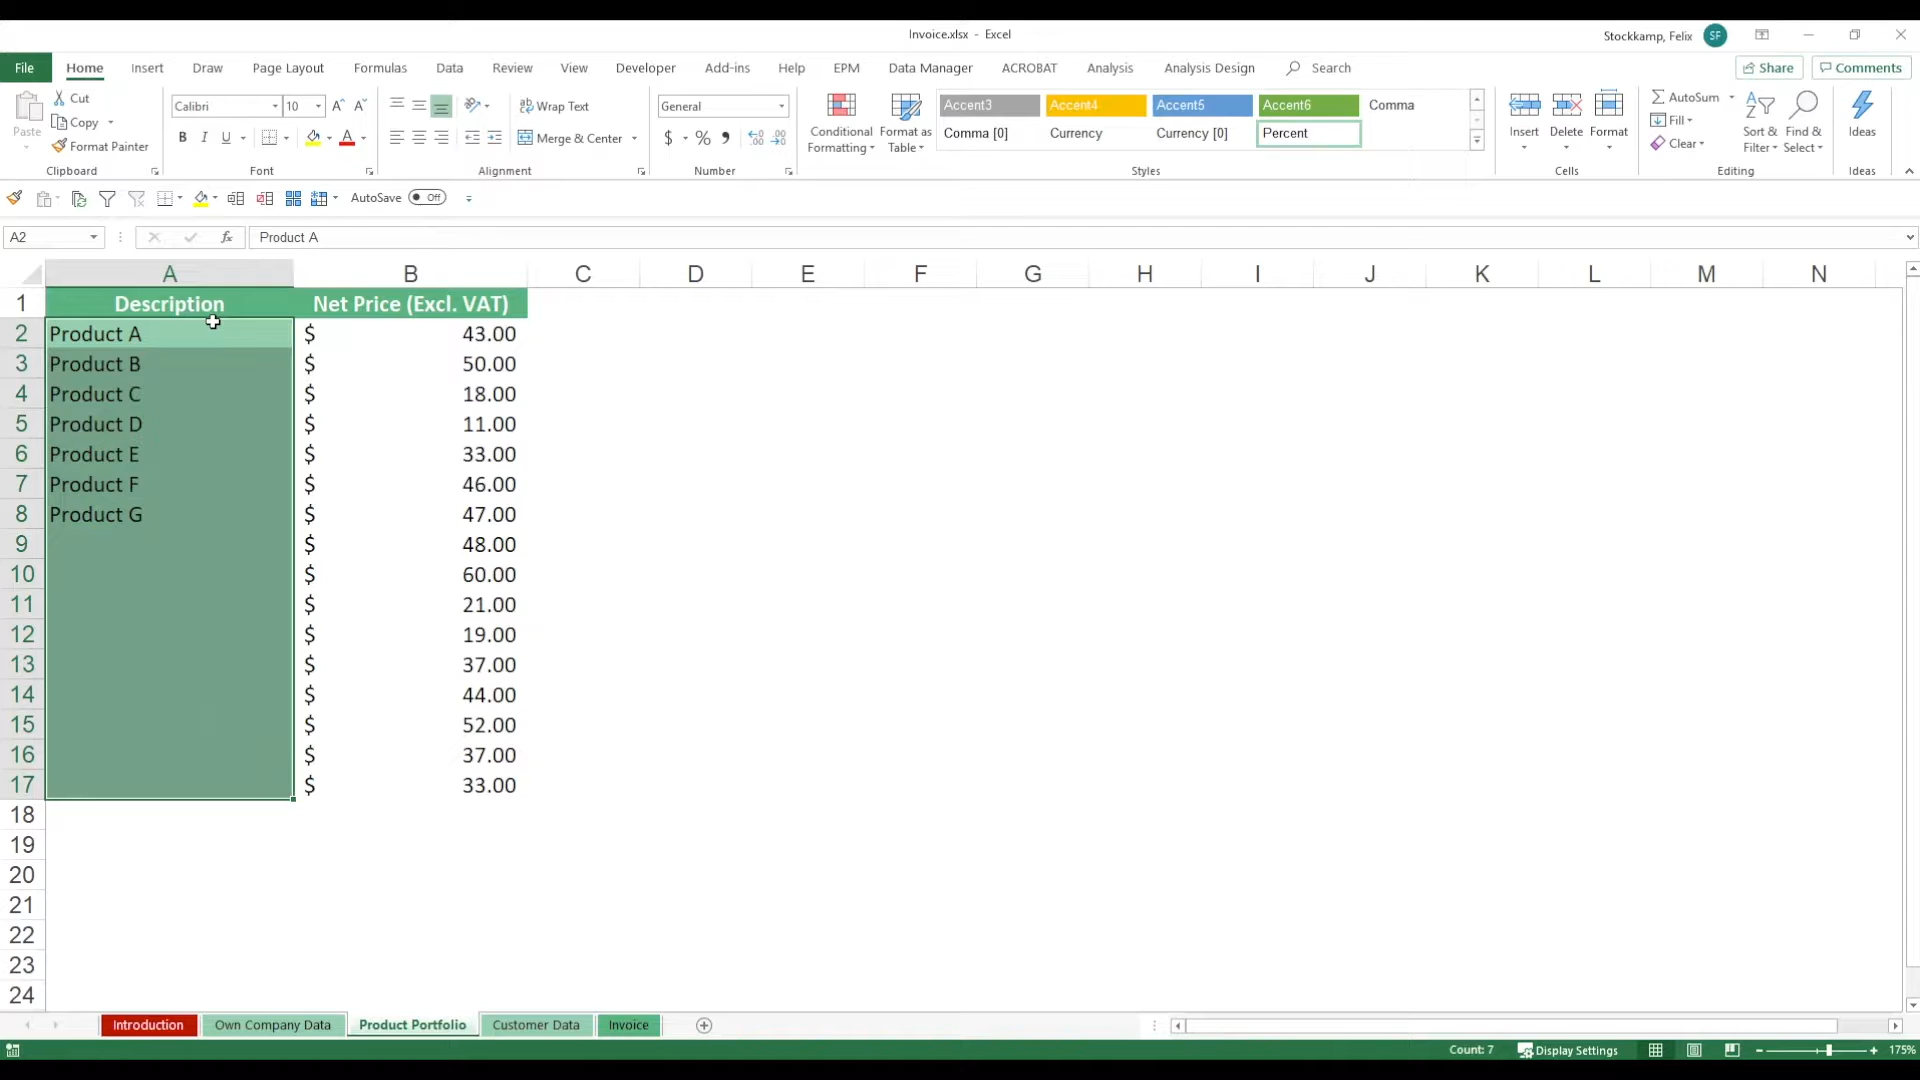 Invoice.xlsx - Excel
Stockkamp, Felix SF
File Home Insert Draw Page Layout Formulas Data Review View Developer Add-ins Help EPM Data Manager ACROBAT Analysis Analysis Design Search Share Comments
Paste
Cut
Copy
Format Painter
Clipboard
Calibri 10
B I U
Font
Wrap Text
Merge & Center
Alignment
General
$ % ,
Number
Conditional Formatting
Format as Table
Accent3 Accent4 Accent5 Accent6 Comma
Comma [0] Currency Currency [0] Percent
Styles
Insert Delete Format
Cells
AutoSum
Fill
Clear
Sort & Filter
Find & Select
Editing
Ideas
Ideas
AutoSave Off
A2 fx Product A
A B C D E F G H I J K L M N
1 Description Net Price (Excl. VAT)
2 Product A $ 43.00
3 Product B $ 50.00
4 Product C $ 18.00
5 Product D $ 11.00
6 Product E $ 33.00
7 Product F $ 46.00
8 Product G $ 47.00
9 $ 48.00
10 $ 60.00
11 $ 21.00
12 $ 19.00
13 $ 37.00
14 $ 44.00
15 $ 52.00
16 $ 37.00
17 $ 33.00
18
19
20
21
22
23
24
Introduction Own Company Data Product Portfolio Customer Data Invoice
Count: 7 Display Settings 175%